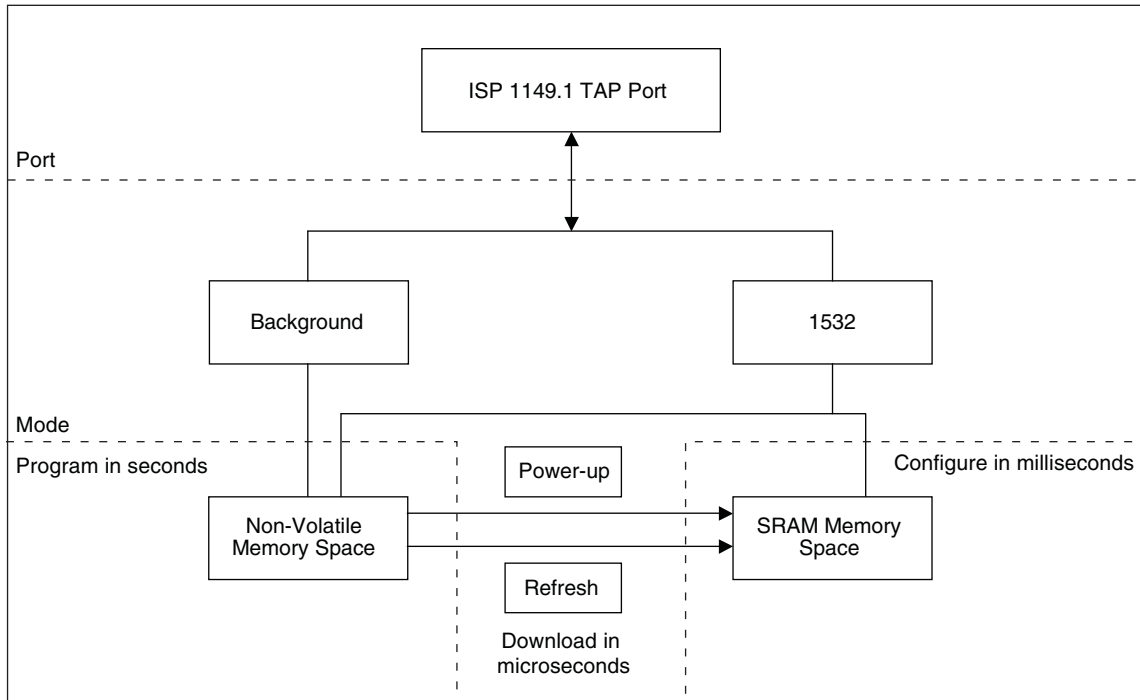 ISP 1149.1 TAP Port
Port
Background
1532
Mode
Program in seconds
Power-up
Configure in milliseconds
Non-Volatile
Memory Space
SRAM Memory
Space
Refresh
Download in
microseconds